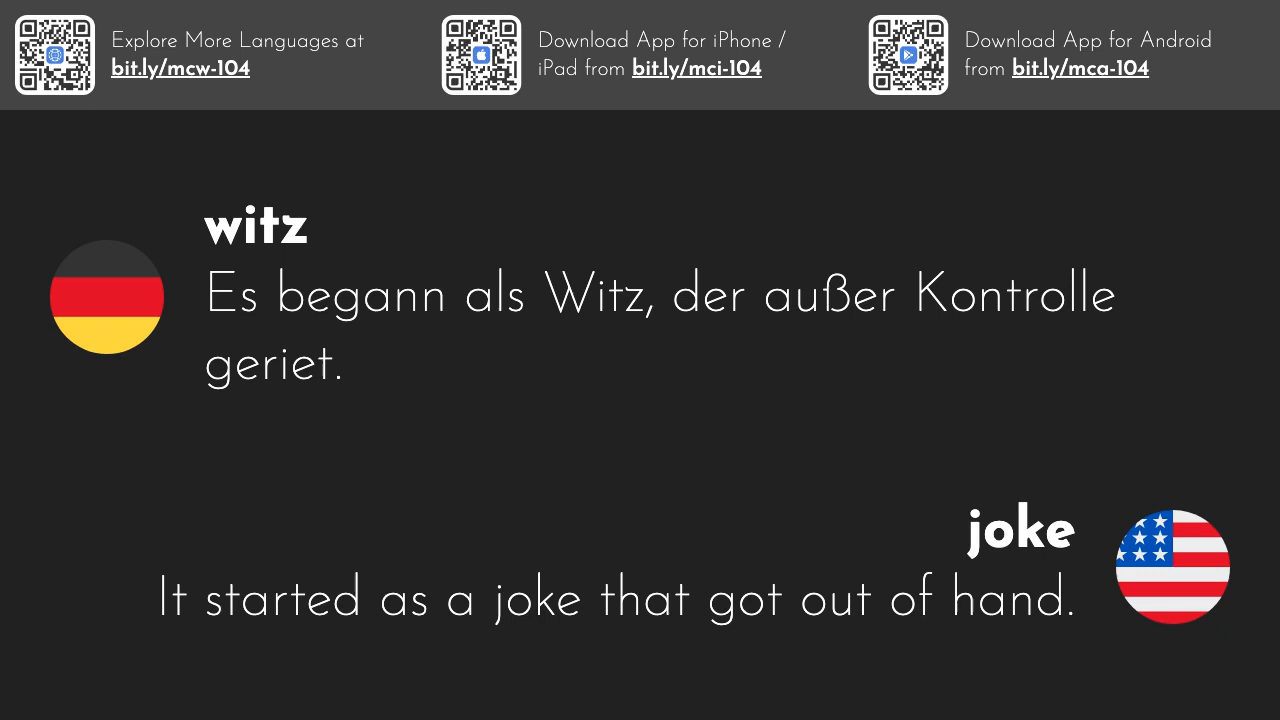 Explore More Languages at
bit.ly/mcw-104
Download App for iPhone /
iPad from bit.ly/mci-104
Download App for Android
from bit.ly/mca-104
witz
Es begann als Witz, der außer Kontrolle
geriet.
joke
It started as a joke that got out of hand.